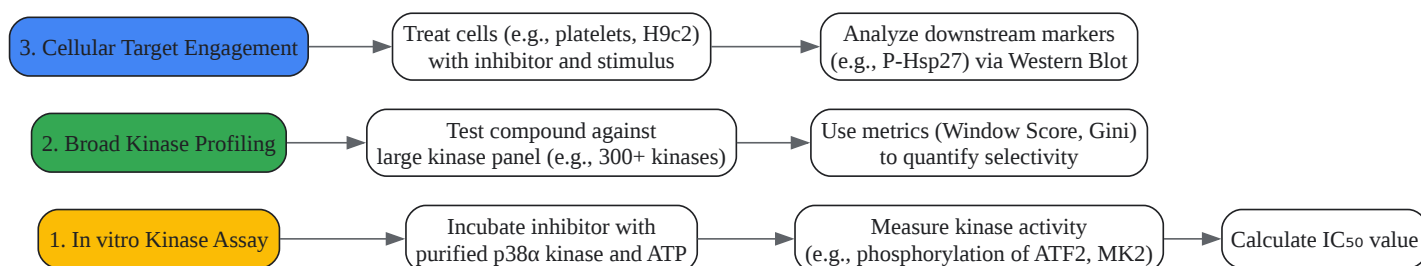 3. Cellular Target Engagement
Treat cells (e.g., platelets, H9c2)
with inhibitor and stimulus
Analyze downstream markers
(e.g., P-Hsp27) via Western Blot
2. Broad Kinase Profiling
Test compound against
large kinase panel (e.g., 300+ kinases)
Use metrics (Window Score, Gini)
to quantify selectivity
1. In vitro Kinase Assay
Incubate inhibitor with
purified p38α kinase and ATP
Measure kinase activity
(e.g., phosphorylation of ATF2, MK2)
Calculate IC₅₀ value